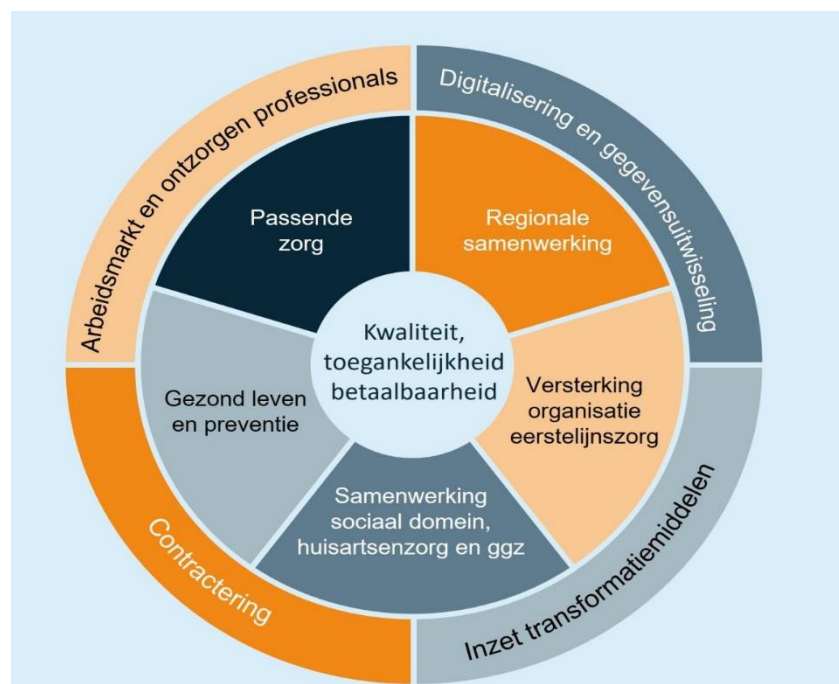 Arbeidsmarkt en ontzorgen professionals
Digitalisering en gegevensuitwisseling
Passende
zorg
Regionale
samenwerking
Kwaliteit,
toegankelijkheid
betaalbaarheid
Gezond leven
en preventie
Versterking
organisatie
eerstelijnszorg
Samenwerking
sociaal domein,
huisartsenzorg en ggz
Contractering
Inzet transformatiemiddelen